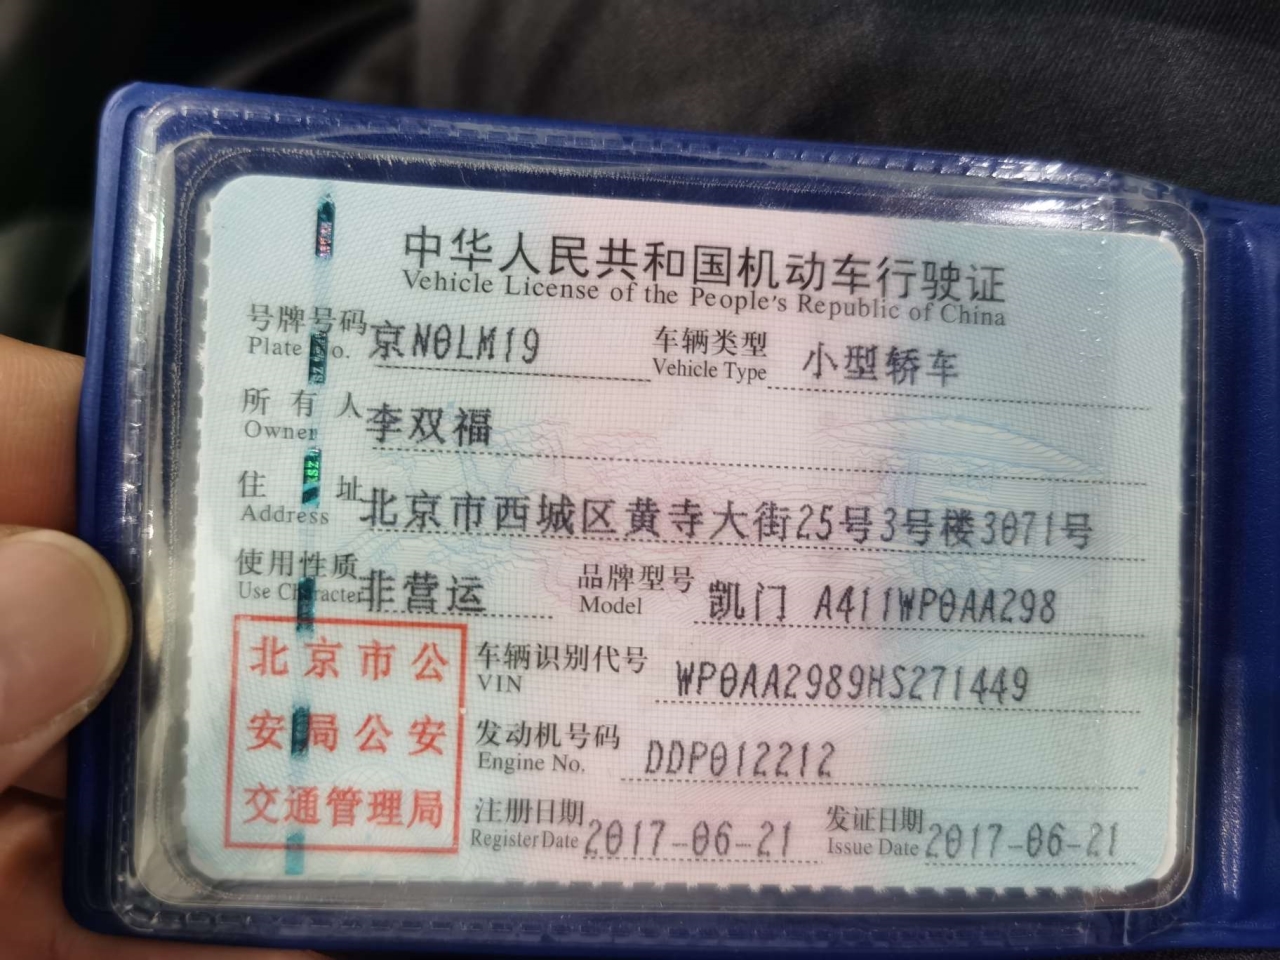 中华人民共和国机动车行驶证
Vehicle License of the People's Republic of China
号牌号码 京N0LM19 车辆类型 小型轿车
Plate No. Vehicle Type
所有人 李双福
Owner
住址 北京市西城区黄寺大街25号3号楼3071号
Address
使用性质 非营运 品牌型号 凯门 A411WP0AA298
Use Character Model
北京市公
安局公安
交通管理局
车辆识别代号 WP0AA2989HS271449
VIN
发动机号码 DDP012212
Engine No.
注册日期 2017-06-21 发证日期 2017-06-21
Register Date Issue Date